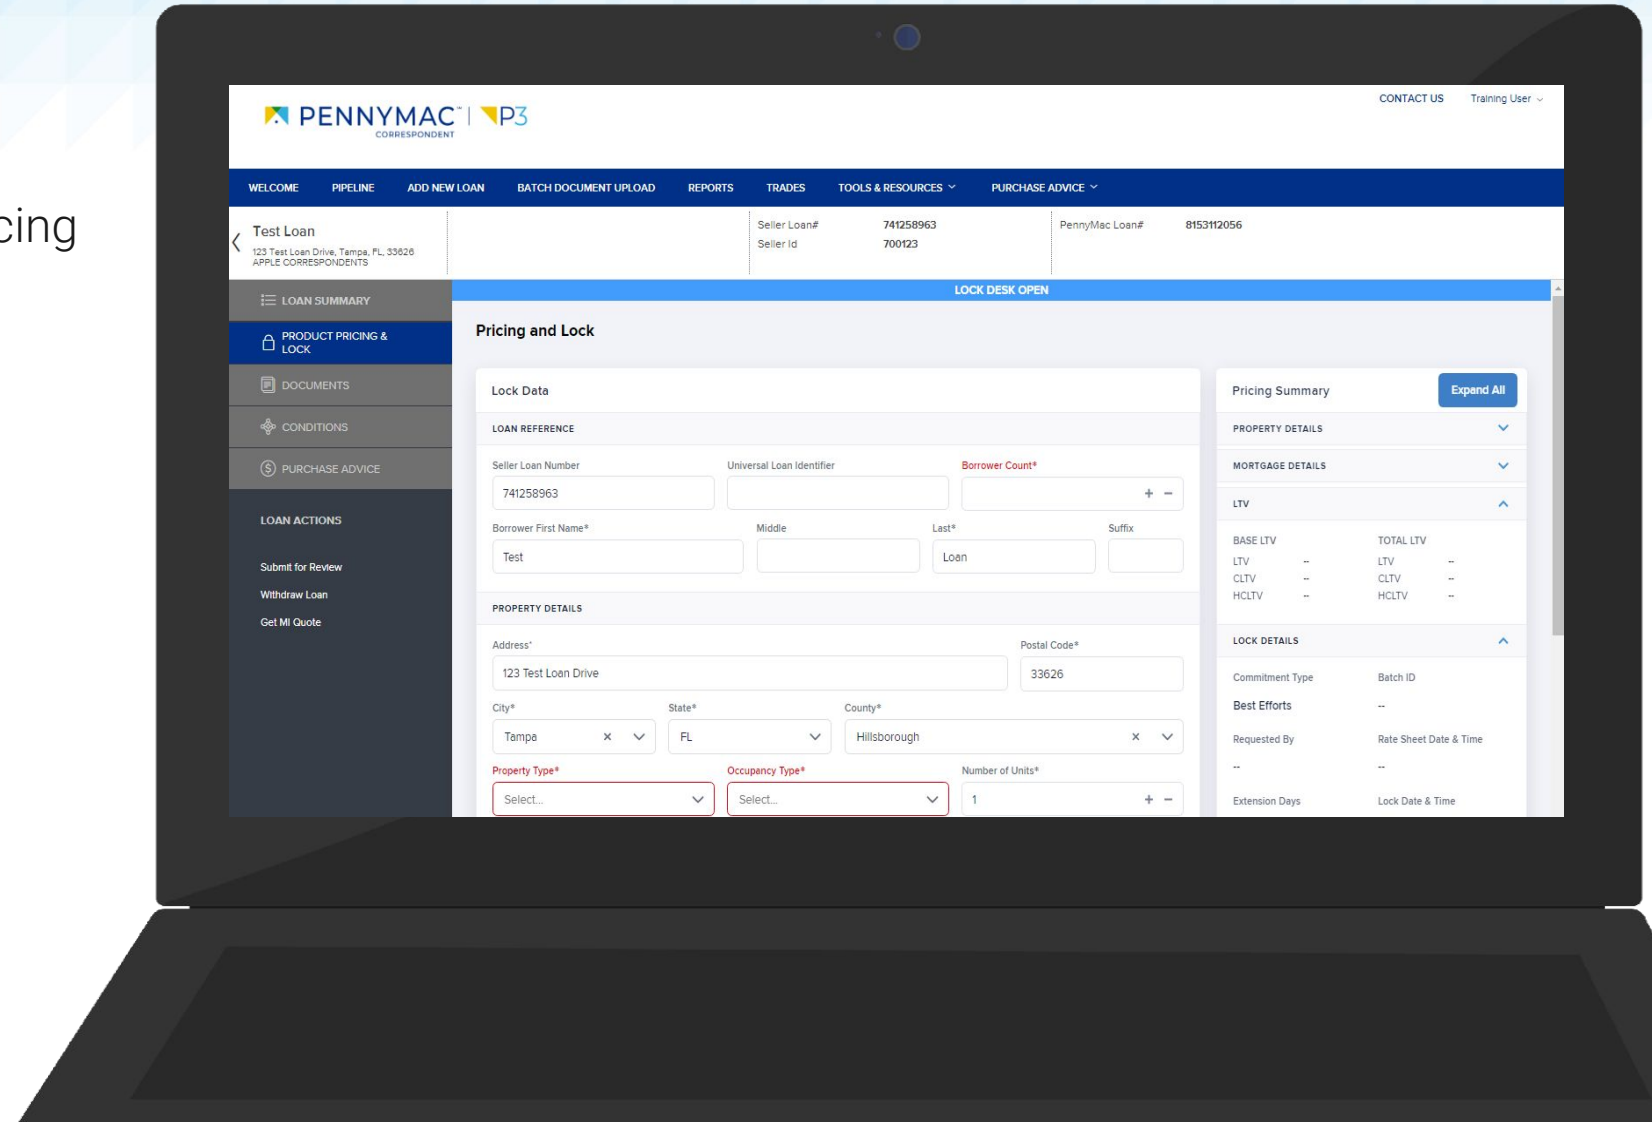 cing
PENNYMAC™ | P3
CORRESPONDENT
CONTACT US Training User
WELCOME PIPELINE ADD NEW LOAN BATCH DOCUMENT UPLOAD REPORTS TRADES TOOLS & RESOURCES PURCHASE ADVICE
Test Loan
123 Test Loan Drive, Tampa, FL, 33626
APPLE CORRESPONDENTS
Seller Loan# 741258963
Seller Id 700123
PennyMac Loan# 8153112056
LOAN SUMMARY
PRODUCT PRICING &
LOCK
DOCUMENTS
CONDITIONS
PURCHASE ADVICE
LOAN ACTIONS
Submit for Review
Withdraw Loan
Get MI Quote
LOCK DESK OPEN
Pricing and Lock
Lock Data
LOAN REFERENCE
Seller Loan Number Universal Loan Identifier Borrower Count*
741258963 + −
Borrower First Name* Middle Last* Suffix
Test Loan
PROPERTY DETAILS
Address* Postal Code*
123 Test Loan Drive 33626
City* State* County*
Tampa × FL Hillsborough ×
Property Type* Occupancy Type* Number of Units*
Select... Select... 1 + −
Pricing Summary Expand All
PROPERTY DETAILS
MORTGAGE DETAILS
LTV
BASE LTV TOTAL LTV
LTV -- LTV --
CLTV -- CLTV --
HCLTV -- HCLTV --
LOCK DETAILS
Commitment Type Batch ID
Best Efforts --
Requested By Rate Sheet Date & Time
-- --
Extension Days Lock Date & Time